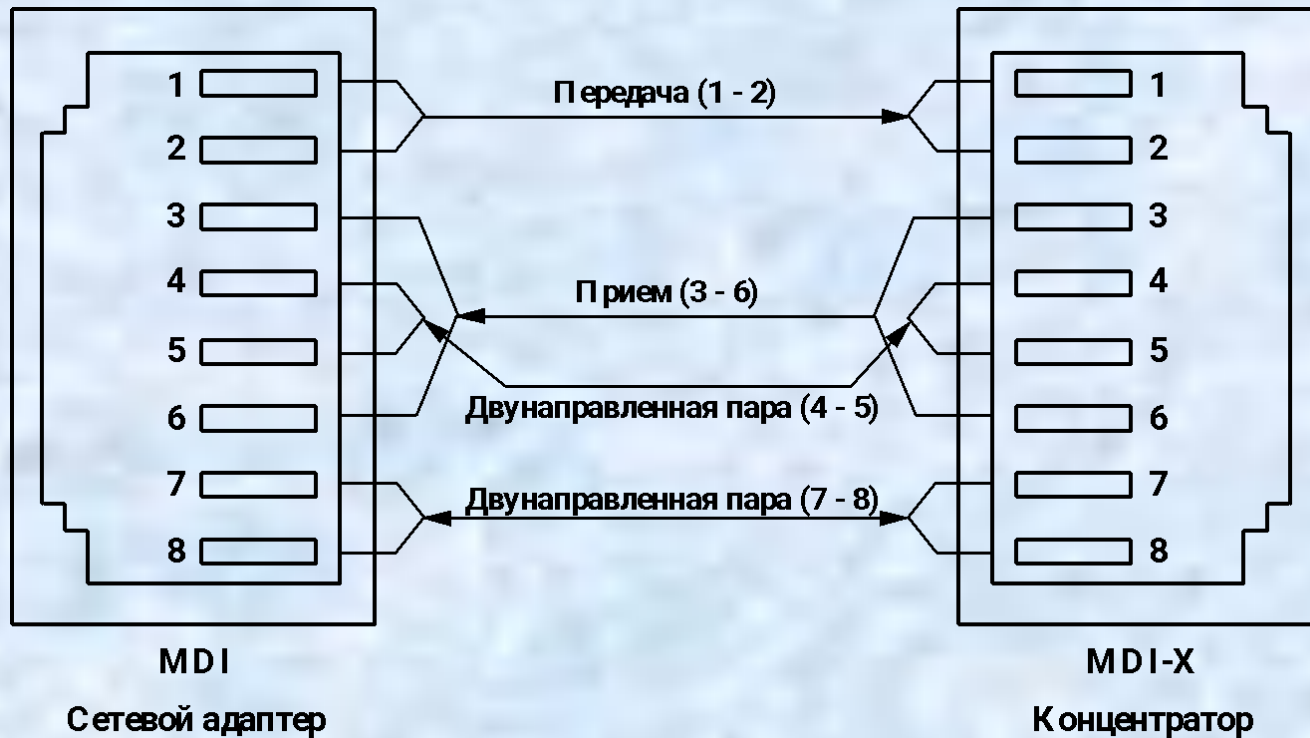 1
Передача (1 - 2)
1
2
2
3
3
4
Прием (3 - 6)
4
5
5
6
Двунаправленная пара (4 - 5)
6
7
Двунаправленная пара (7 - 8)
7
8
8
MDI
MDI-X
Сетевой адаптер
Концентратор